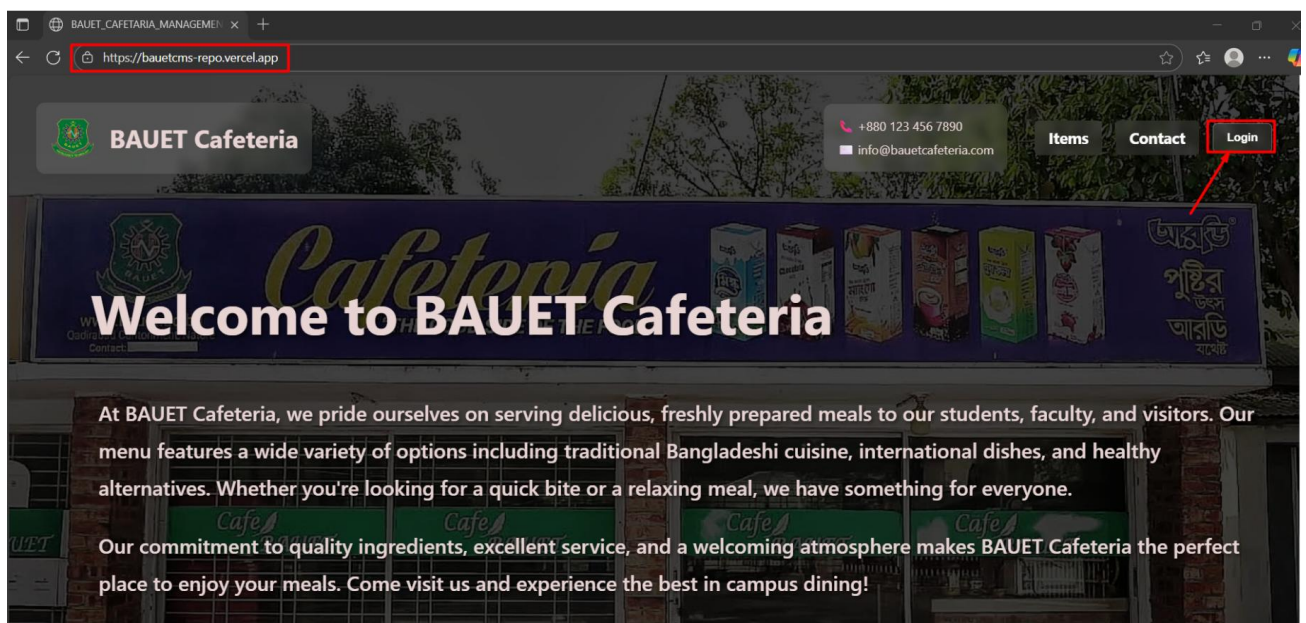 BAUET_CAFETARIA_MANAGEMEN
https://bauetcms-repo.vercel.app
BAUET Cafeteria
+880 123 456 7890
info@bauetcafeteria.com
Items
Contact
Login
Cafeteria
আরডি
পুষ্টির
উৎস
আরডি
যথেষ্ট
BAUET
Welcome to BAUET Cafeteria
Contact:
At BAUET Cafeteria, we pride ourselves on serving delicious, freshly prepared meals to our students, faculty, and visitors. Our
menu features a wide variety of options including traditional Bangladeshi cuisine, international dishes, and healthy
alternatives. Whether you're looking for a quick bite or a relaxing meal, we have something for everyone.
Cafe
Cafe
Cafe
Cafe
Our commitment to quality ingredients, excellent service, and a welcoming atmosphere makes BAUET Cafeteria the perfect
place to enjoy your meals. Come visit us and experience the best in campus dining!